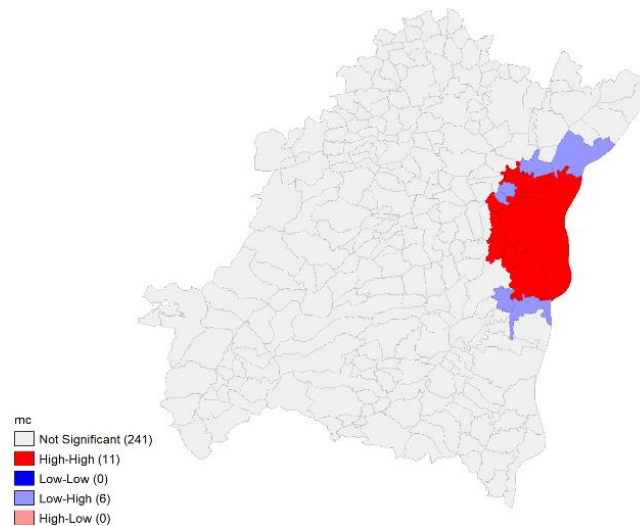 mc
Not Significant (241)
High-High (11)
Low-Low (0)
Low-High (6)
High-Low (0)